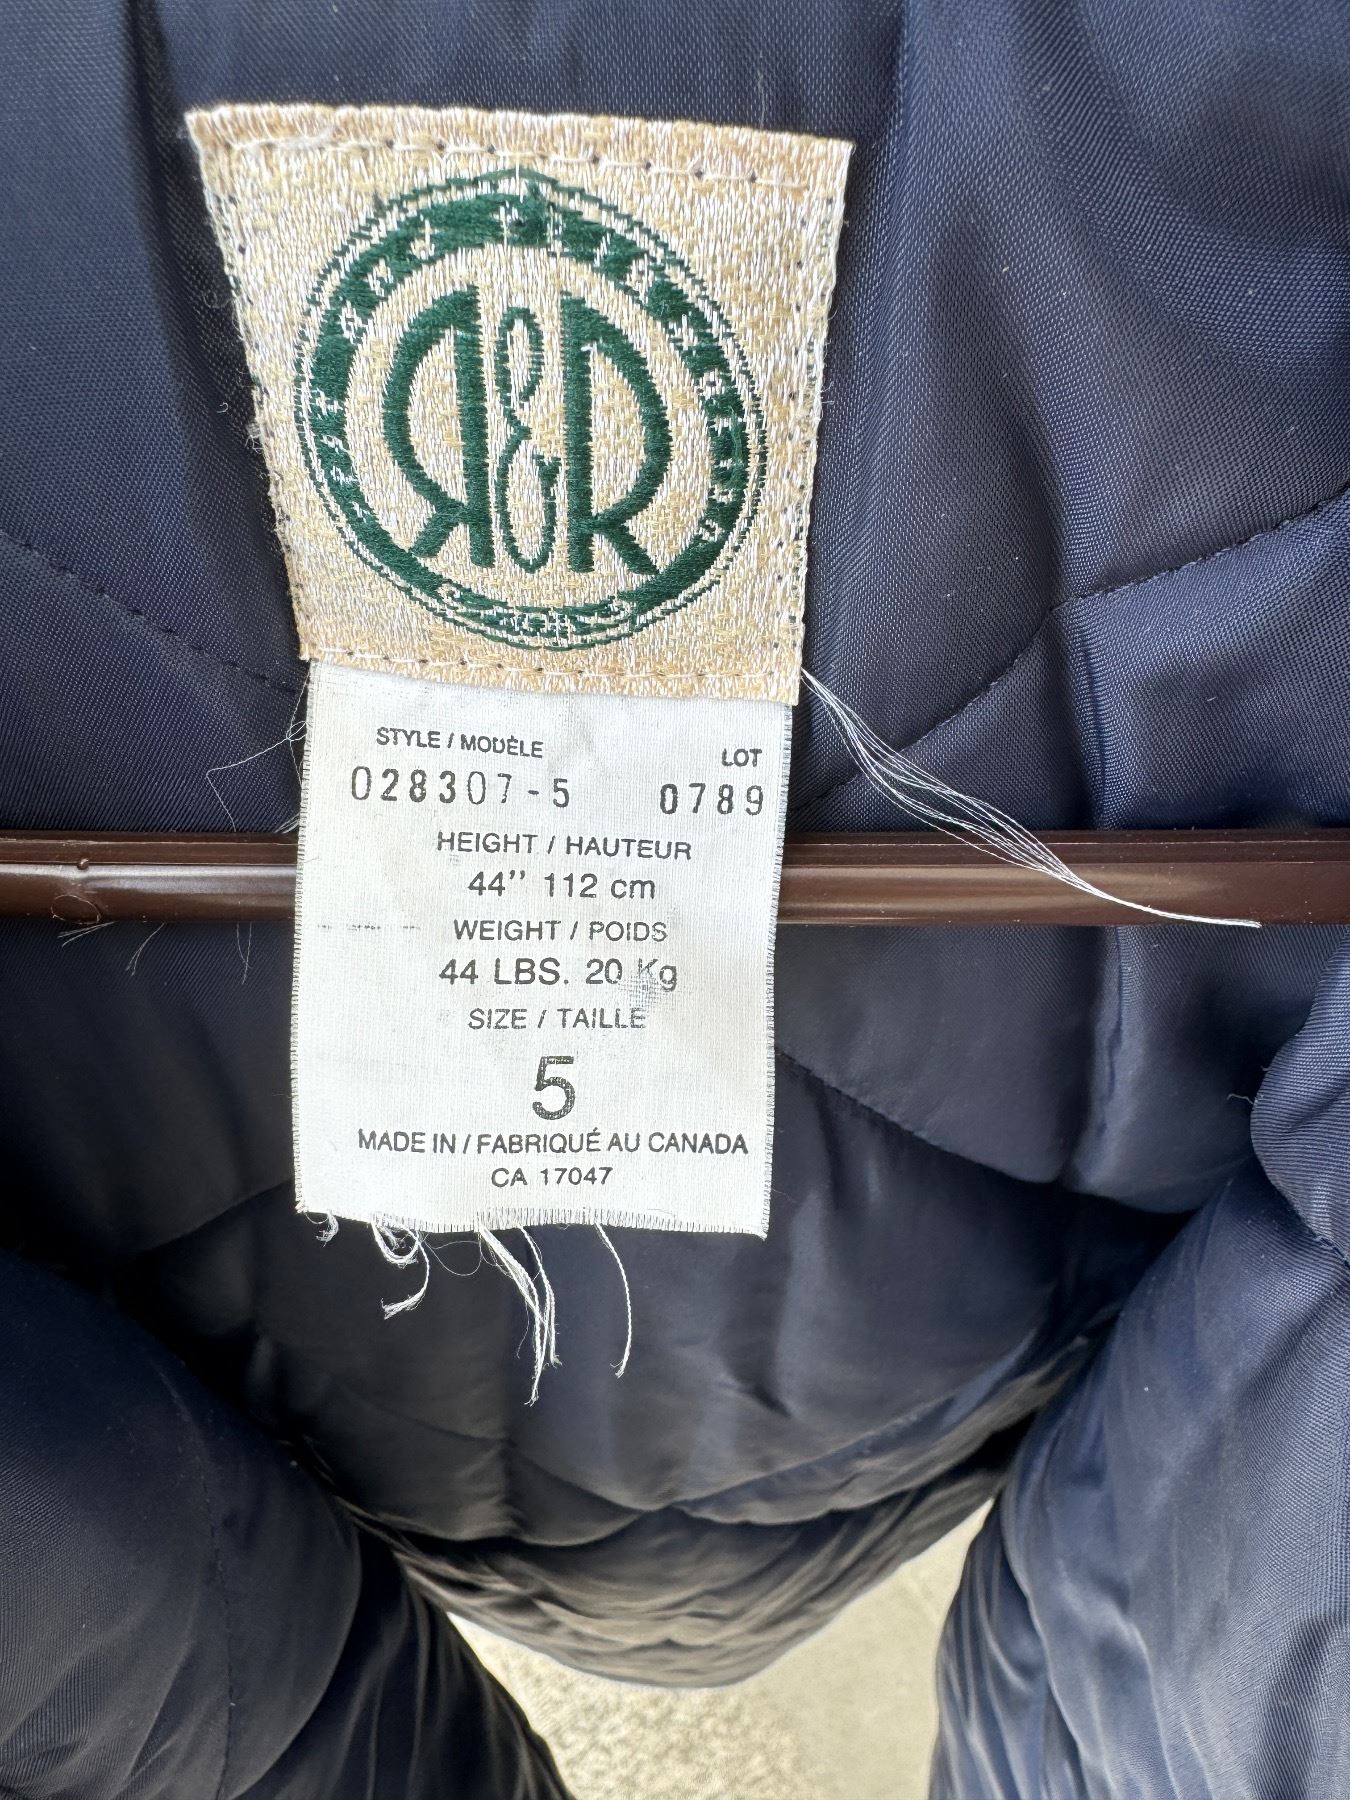 R&R
STYLE / MODÈLE LOT
028307-5 0789
HEIGHT / HAUTEUR
44" 112 cm
WEIGHT / POIDS
44 LBS. 20 Kg
SIZE / TAILLE
5
MADE IN / FABRIQUÉ AU CANADA
CA 17047